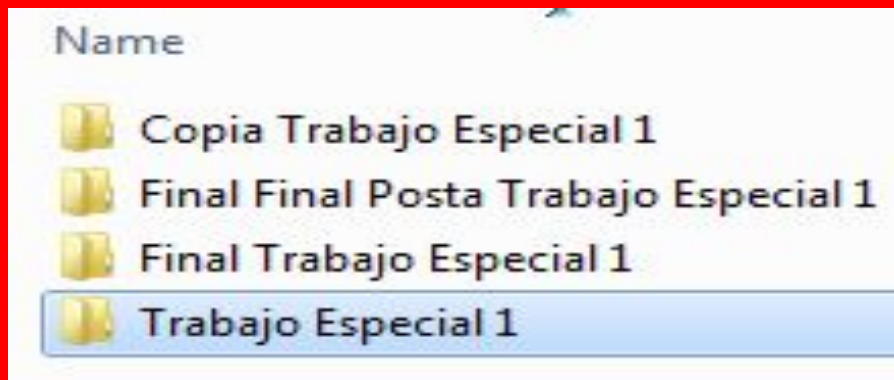 Name
Copia Trabajo Especial 1
Final Final Posta Trabajo Especial 1
Final Trabajo Especial 1
Trabajo Especial 1